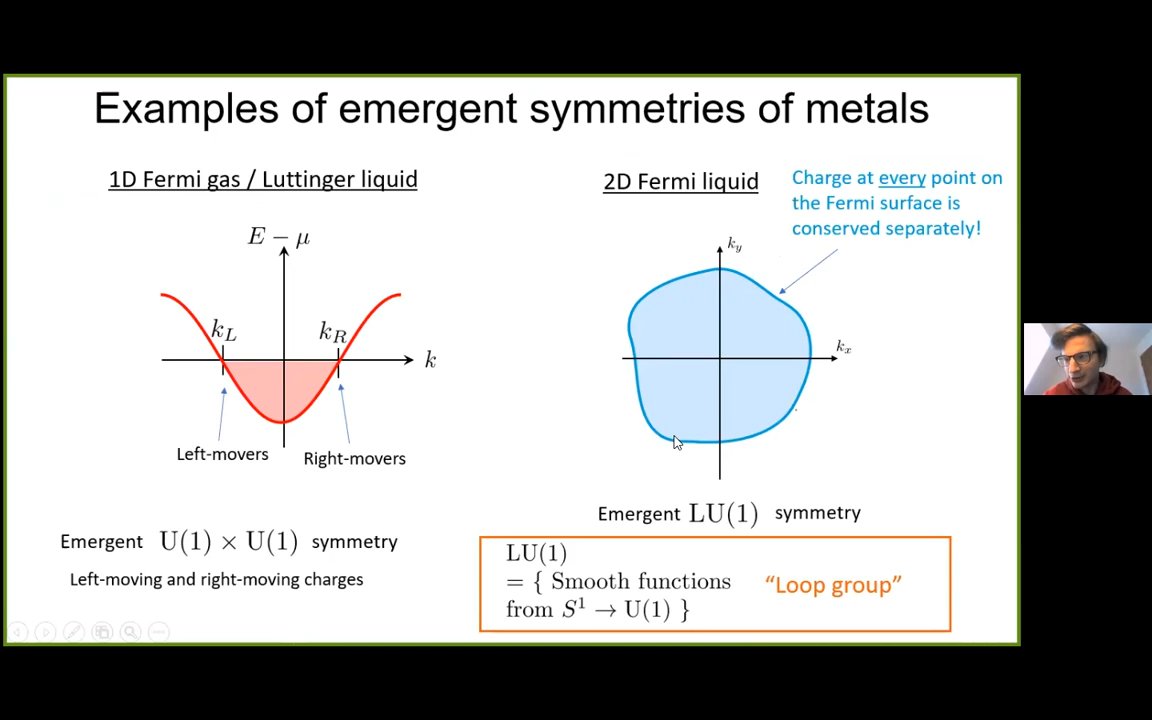 Examples of emergent symmetries of metals
1D Fermi gas / Luttinger liquid
E − μ
k_L
k_R
k
Left-movers
Right-movers
Emergent U(1) × U(1) symmetry
Left-moving and right-moving charges
2D Fermi liquid
Charge at every point on
the Fermi surface is
conserved separately!
k_y
k_x
Emergent LU(1) symmetry
LU(1)
= { Smooth functions
from S^1 → U(1) }
“Loop group”